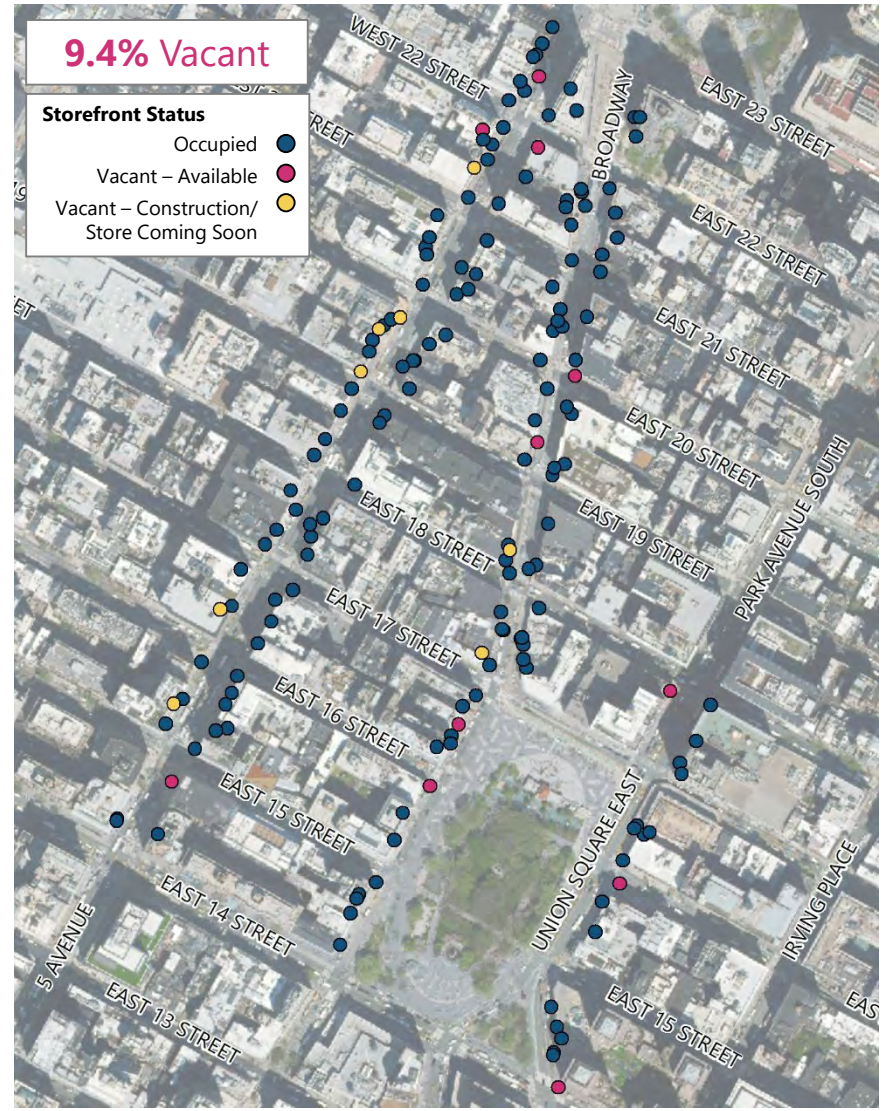 9.4% Vacant
Storefront Status
Occupied
Vacant – Available
Vacant – Construction/
Store Coming Soon
WEST 22 STREET
REET
BROADWAY
EAST 23 STREET
EAST 22 STREET
EAST 21 STREET
EAST 20 STREET
PARK AVENUE SOUTH
EAST 19 STREET
EAST 18 STREET
EAST 17 STREET
EAST 16 STREET
EAST 15 STREET
EAST 14 STREET
5 AVENUE
EAST 13 STREET
UNION SQUARE EAST
IRVING PLACE
EAST 15 STREET
EAS